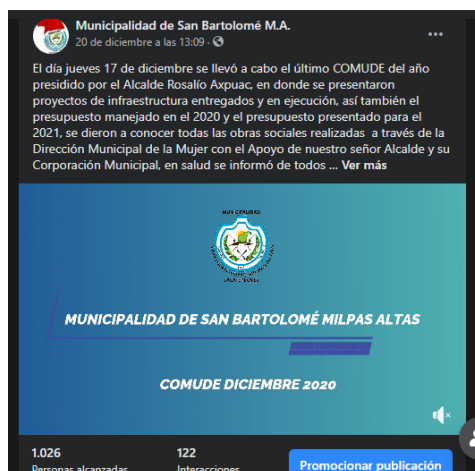 Municipalidad de San Bartolomé M.A.
20 de diciembre a las 13:09 ·
El día jueves 17 de diciembre se llevó a cabo el último COMUDE del año
presidido por el Alcalde Rosalío Axpuac, en donde se presentaron
proyectos de infraestructura entregados y en ejecución, así también el
presupuesto manejado en el 2020 y el presupuesto presentado para el
2021, se dieron a conocer todas las obras sociales realizadas a través de la
Dirección Municipal de la Mujer con el Apoyo de nuestro señor Alcalde y su
Corporación Municipal, en salud se informó de todos ... Ver más
MUNICIPALIDAD
MUNICIPALIDAD DE SAN BARTOLOMÉ MILPAS ALTAS
COMUDE DICIEMBRE 2020
1.026
122
Personas alcanzadas
Interacciones
Promocionar publicación